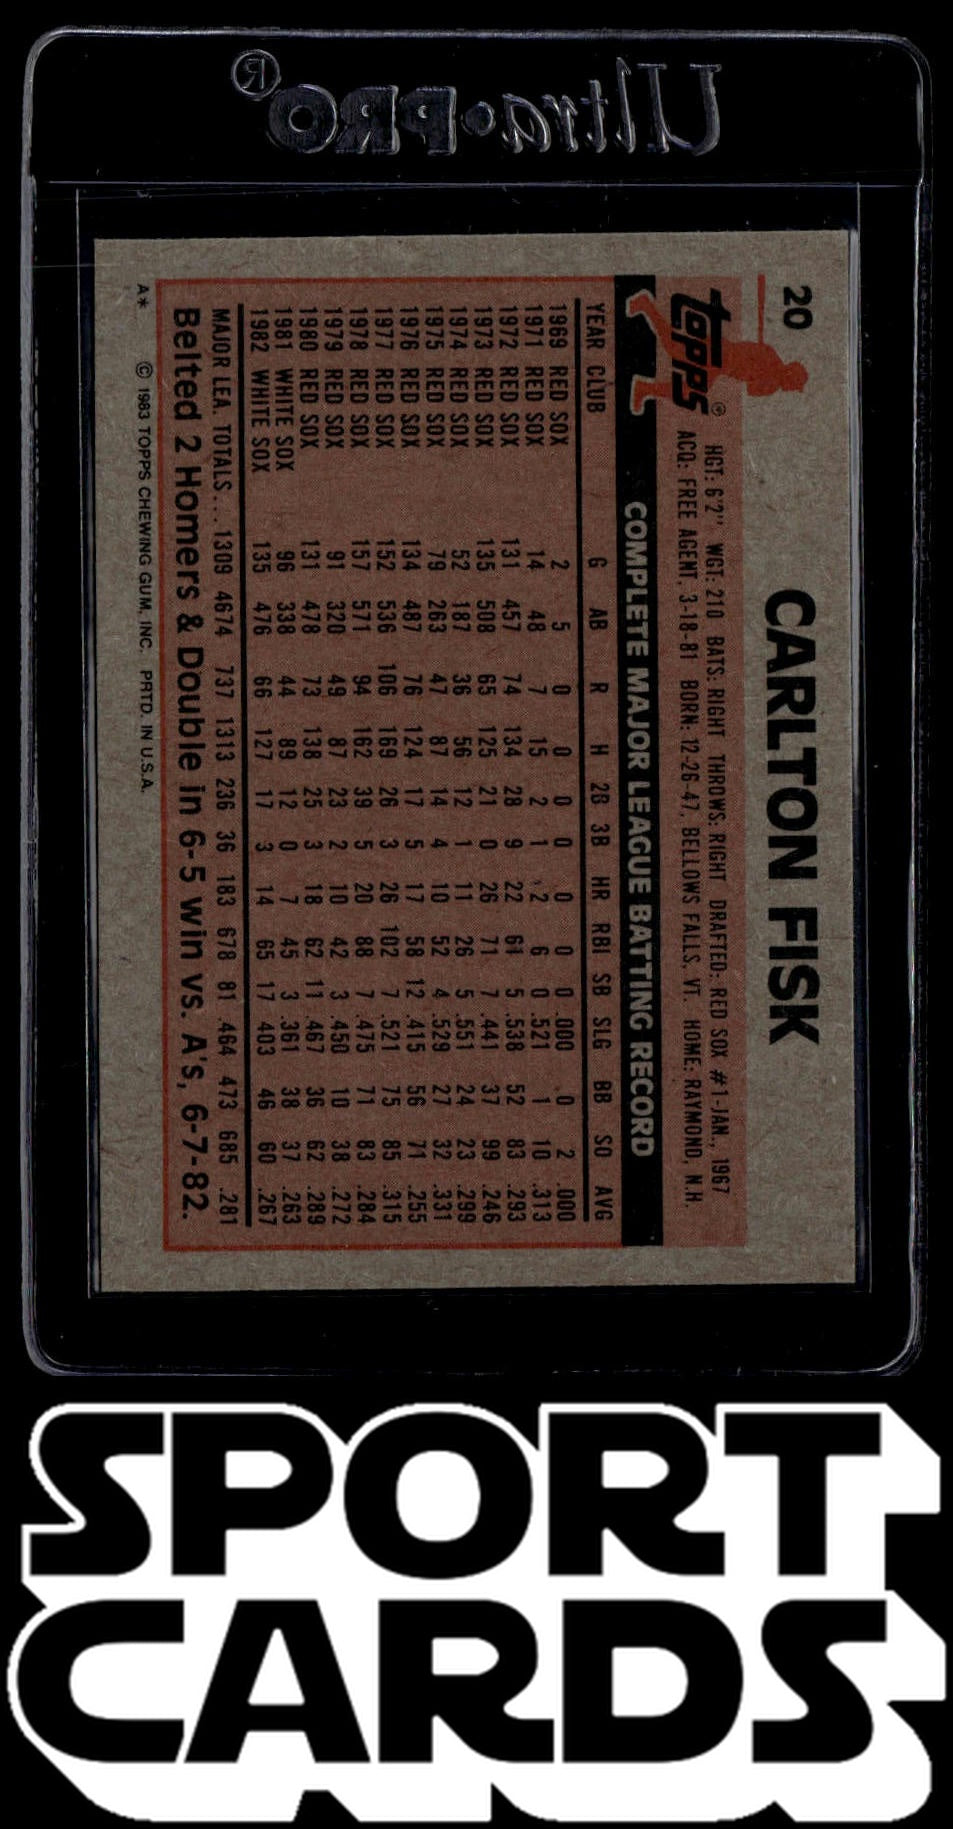 Ultra•PRO®
20
CARLTON FISK
topps®
HGT: 6'2" WGT: 210 BATS: RIGHT THROWS: RIGHT DRAFTED: RED SOX #1-JAN., 1967
ACQ: FREE AGENT, 3-18-81 BORN: 12-26-47, BELLOWS FALLS, VT. HOME: RAYMOND, N.H.
COMPLETE MAJOR LEAGUE BATTING RECORD
YEAR CLUB G AB R H 2B 3B HR RBI SB SLG BB SO AVG
1969 RED SOX 2 5 0 0 0 0 0 0 0 .000 0 2 .000
1971 RED SOX 14 48 7 15 2 1 2 6 0 .521 1 10 .313
1972 RED SOX 131 457 74 134 28 9 22 61 5 .538 52 83 .293
1973 RED SOX 135 508 65 125 21 0 26 71 7 .441 37 99 .246
1974 RED SOX 52 187 36 56 12 1 11 26 5 .551 24 23 .299
1975 RED SOX 79 263 47 87 14 4 10 52 4 .529 27 32 .331
1976 RED SOX 134 487 76 124 17 5 17 58 12 .415 56 71 .255
1977 RED SOX 152 536 106 169 26 3 26 102 7 .521 75 85 .315
1978 RED SOX 157 571 94 162 39 5 20 88 7 .475 71 83 .284
1979 RED SOX 91 320 49 87 23 2 10 42 3 .450 10 38 .272
1980 RED SOX 131 478 73 138 25 3 18 62 11 .467 36 62 .289
1981 WHITE SOX 96 338 44 89 12 0 7 45 3 .361 38 37 .263
1982 WHITE SOX 135 476 66 127 17 3 14 65 17 .403 46 60 .267
MAJOR LEA. TOTALS... 1309 4674 737 1313 236 36 183 678 81 .464 473 685 .281
Belted 2 Homers & Double in 6-5 win vs. A's, 6-7-82.
A* © 1983 TOPPS CHEWING GUM, INC. PRTD. IN U.S.A.
SPORT
CARDS